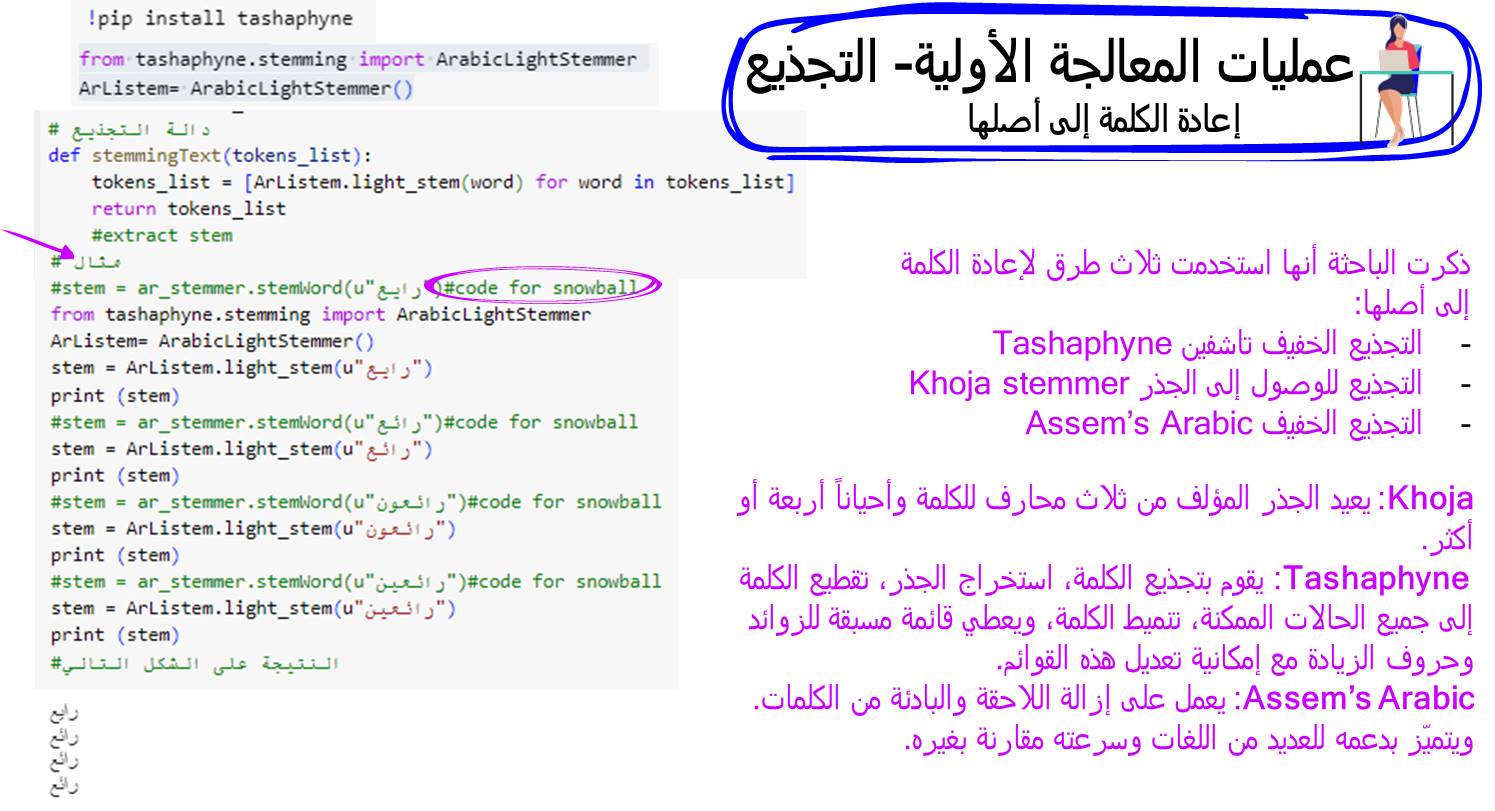 عمليات المعالجة الأولية- التجذيع
إعادة الكلمة إلى أصلها
!pip install tashaphyne
from tashaphyne.stemming import ArabicLightStemmer
ArListem= ArabicLightStemmer()
# دالة التجذيع
def stemmingText(tokens_list):
    tokens_list = [ArListem.light_stem(word) for word in tokens_list]
    return tokens_list
    #extract stem
# مثال
#stem = ar_stemmer.stemWord(u"رايع")#code for snowball
from tashaphyne.stemming import ArabicLightStemmer
ArListem= ArabicLightStemmer()
stem = ArListem.light_stem(u"رايع")
print (stem)
#stem = ar_stemmer.stemWord(u"رائع")#code for snowball
stem = ArListem.light_stem(u"رائع")
print (stem)
#stem = ar_stemmer.stemWord(u"رائعون")#code for snowball
stem = ArListem.light_stem(u"رائعون")
print (stem)
#stem = ar_stemmer.stemWord(u"رائعين")#code for snowball
stem = ArListem.light_stem(u"رائعين")
print (stem)
#النتيجة على الشكل التالي
رايع
رائع
رائع
رائع
ذكرت الباحثة أنها استخدمت ثلاث طرق لإعادة الكلمة
إلى أصلها:
- التجذيع الخفيف تاشفين Tashaphyne
- التجذيع للوصول إلى الجذر Khoja stemmer
- التجذيع الخفيف Assem’s Arabic
Khoja: يعيد الجذر المؤلف من ثلاث محارف للكلمة وأحياناً أربعة أو
أكثر.
Tashaphyne: يقوم بتجذيع الكلمة، استخراج الجذر، تقطيع الكلمة
إلى جميع الحالات الممكنة، تتميط الكلمة، ويعطي قائمة مسبقة للزوائد
وحروف الزيادة مع إمكانية تعديل هذه القوائم.
Assem’s Arabic: يعمل على إزالة اللاحقة والبادئة من الكلمات.
ويتميّز بدعمه للعديد من اللغات وسرعته مقارنة بغيره.